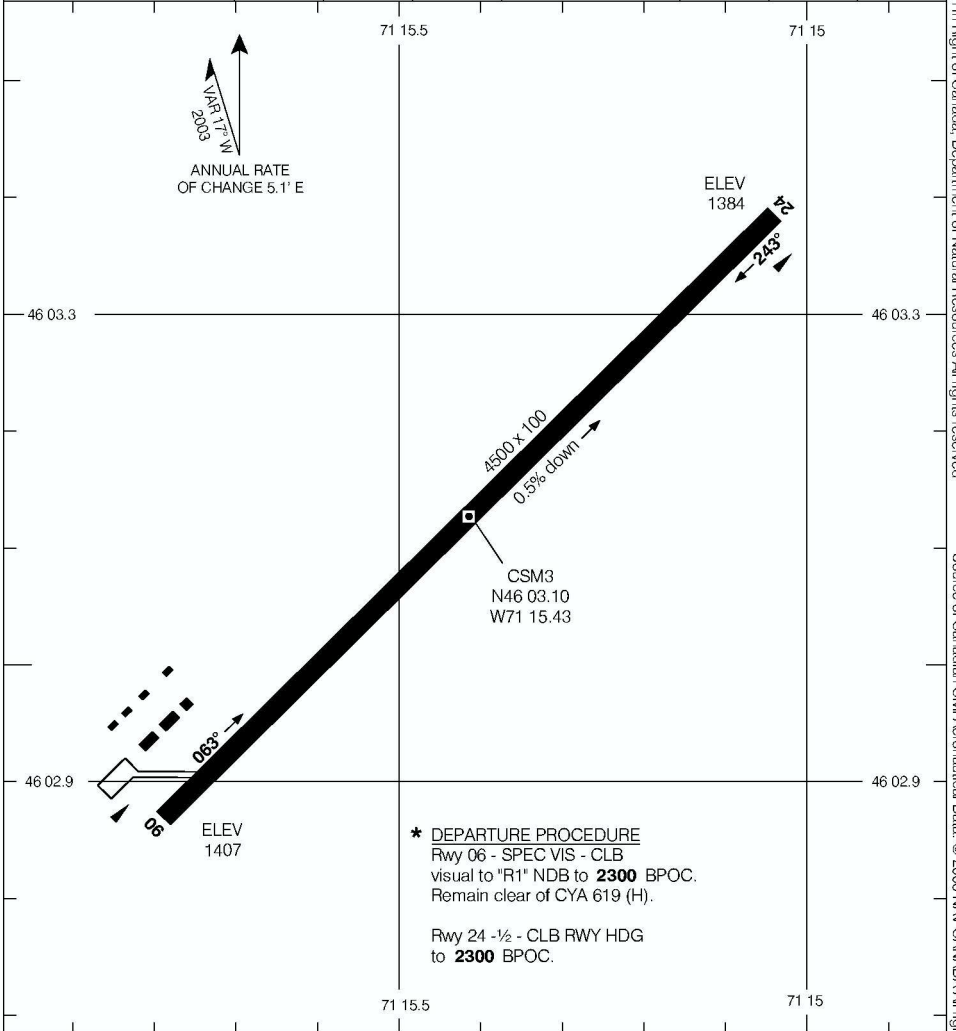 71 15.5
71 15
VAR 17° W
2003
ANNUAL RATE
OF CHANGE 5.1' E
ELEV
1384
24
243°
46 03.3
46 03.3
4500 x 100
0.5% down
CSM3
N46 03.10
W71 15.43
063°
46 02.9
46 02.9
06
ELEV
1407
* DEPARTURE PROCEDURE
Rwy 06 - SPEC VIS - CLB
visual to "R1" NDB to 2300 BPOC.
Remain clear of CYA 619 (H).
Rwy 24 -½ - CLB RWY HDG
to 2300 BPOC.
71 15.5
71 15